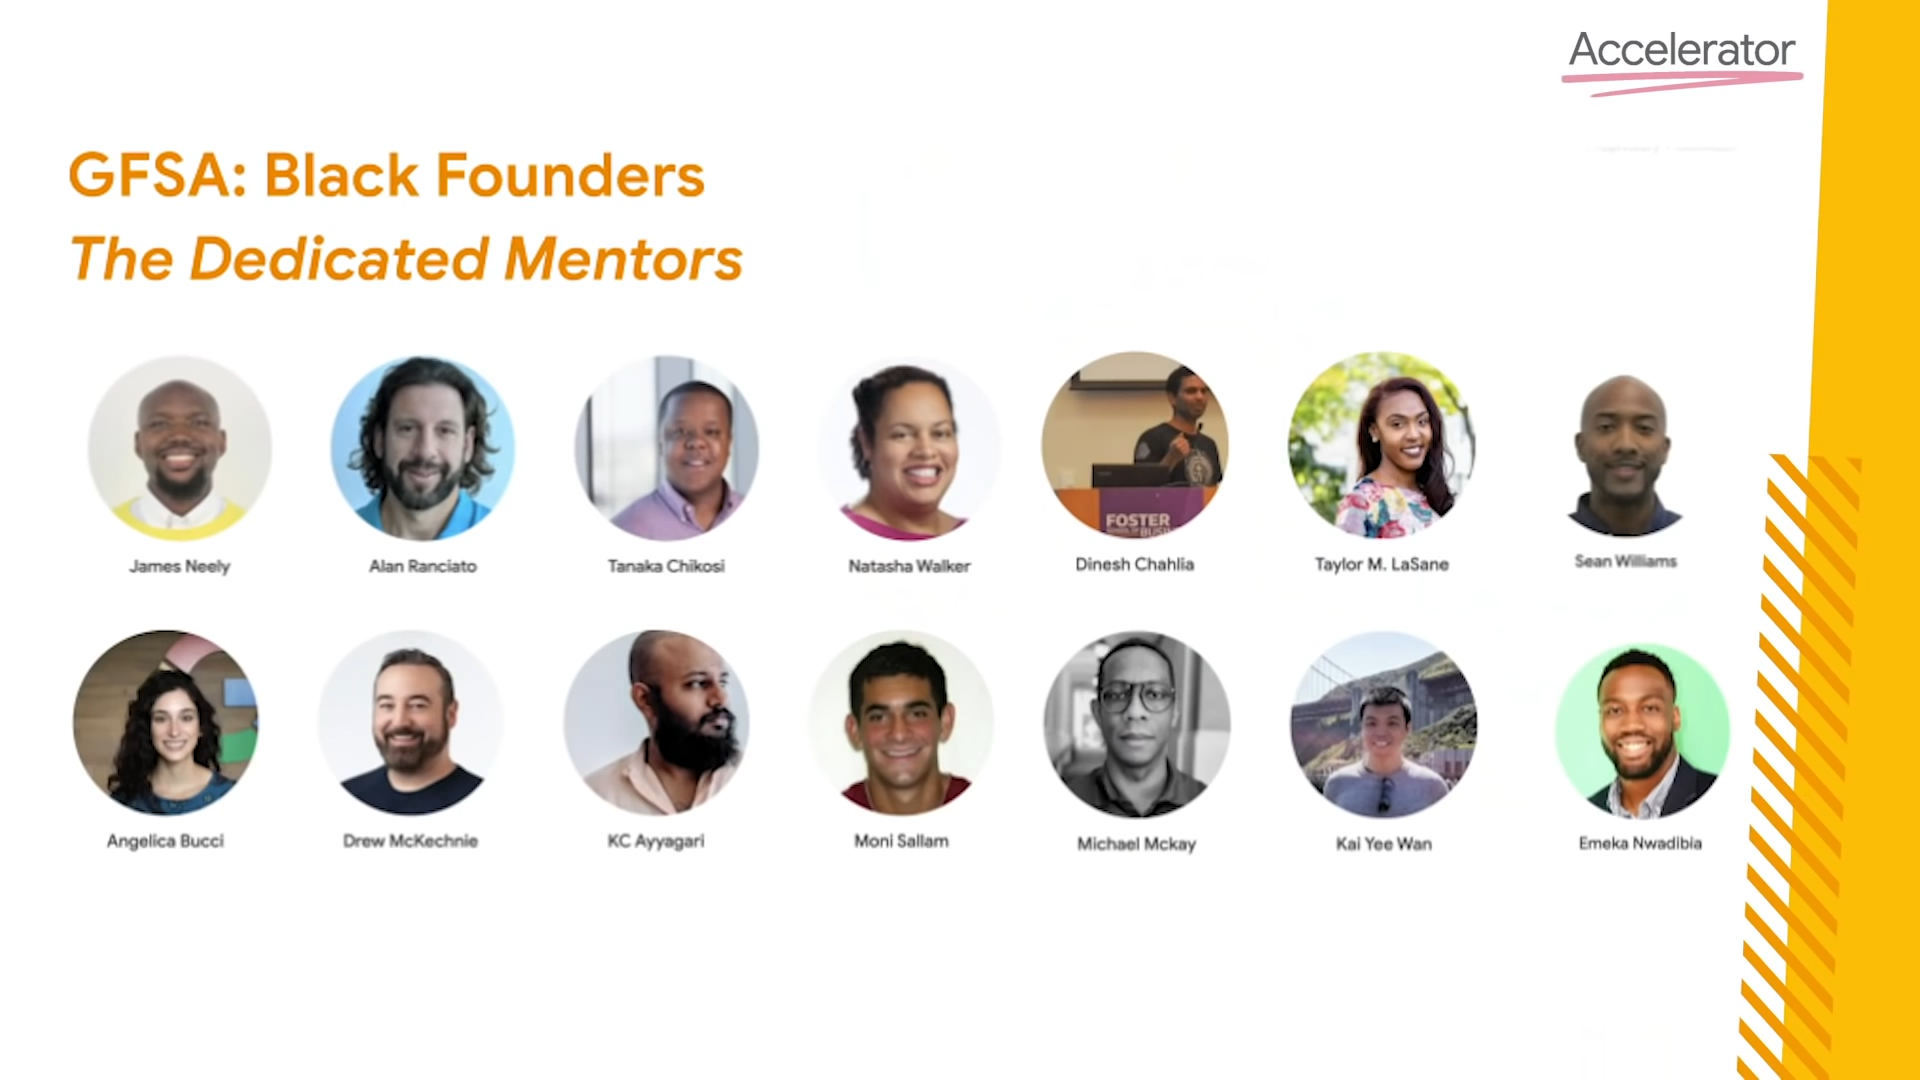 Accelerator
GFSA: Black Founders
The Dedicated Mentors
FOSTER
James Neely
Alan Ranciato
Tanaka Chikosi
Natasha Walker
Dinesh Chahlia
Taylor M. LaSane
Sean Williams
Angelica Bucci
Drew McKechnie
KC Ayyagari
Moni Sallam
Michael Mckay
Kai Yee Wan
Emeka Nwadibia